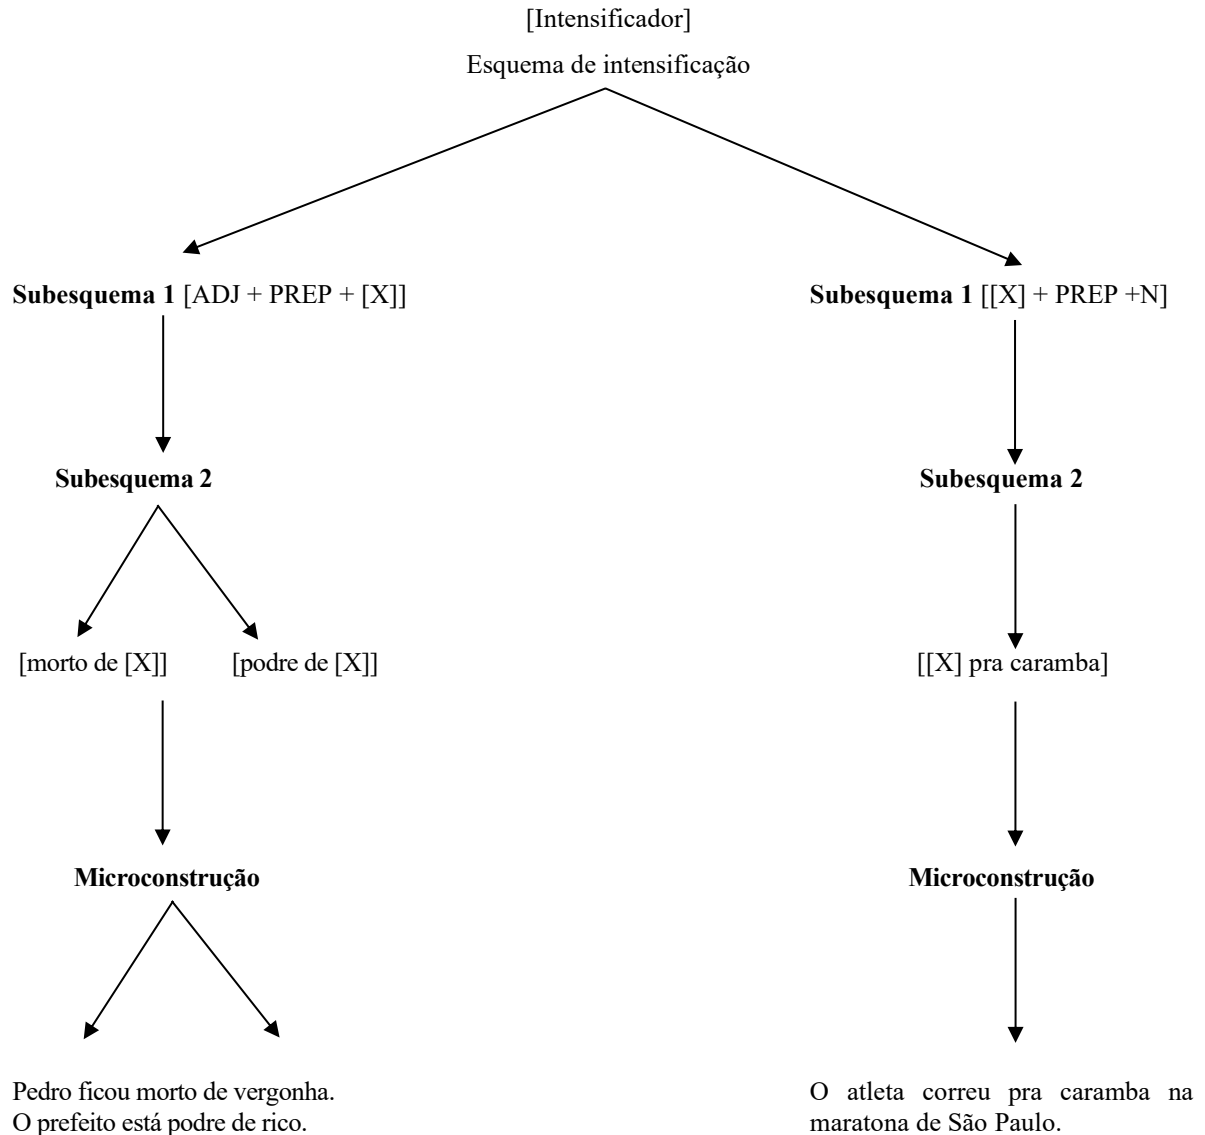 [Intensificador]
Esquema de intensificação
Subesquema 1 [ADJ + PREP + [X]]
Subesquema 1 [[X] + PREP +N]
Subesquema 2
Subesquema 2
[morto de [X]]
[podre de [X]]
[[X] pra caramba]
Microconstrução
Microconstrução
Pedro ficou morto de vergonha.
O prefeito está podre de rico.
O atleta correu pra caramba na
maratona de São Paulo.